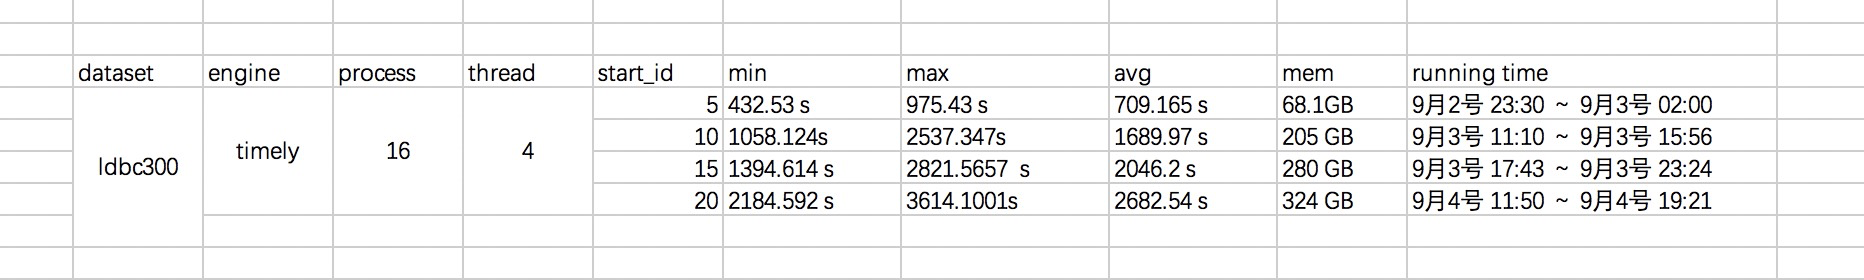 dataset engine process thread start_id min max avg mem running time
5 432.53 s 975.43 s 709.165 s 68.1GB 9月2号 23:30 ~ 9月3号 02:00
10 1058.124s 2537.347s 1689.97 s 205 GB 9月3号 11:10 ~ 9月3号 15:56
timely 16 4
ldbc300
15 1394.614 s 2821.5657 s 2046.2 s 280 GB 9月3号 17:43 ~ 9月3号 23:24
20 2184.592 s 3614.1001s 2682.54 s 324 GB 9月4号 11:50 ~ 9月4号 19:21